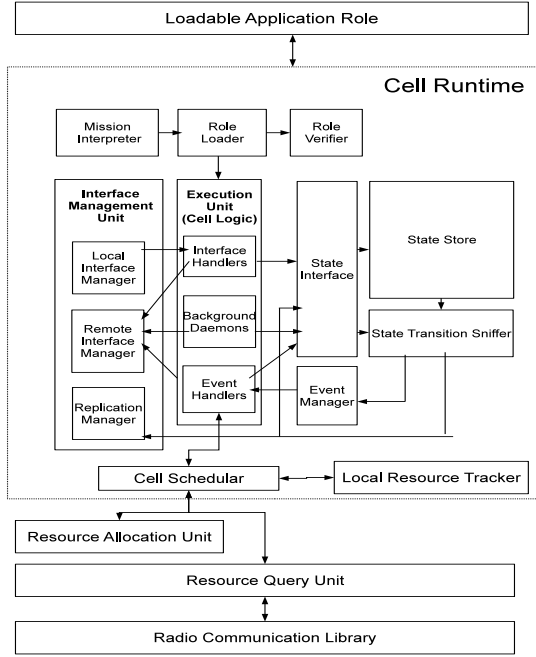 Loadable Application Role
Cell Runtime
Mission
Interpreter
Role
Loader
Role
Verifier
Interface
Management
Unit
Execution
Unit
(Cell Logic)
Local
Interface
Manager
Interface
Handlers
State
Interface
State Store
Remote
Interface
Manager
Background
Daemons
State Transition Sniffer
Replication
Manager
Event
Handlers
Event
Manager
Cell Schedular
Local Resource Tracker
Resource Allocation Unit
Resource Query Unit
Radio Communication Library